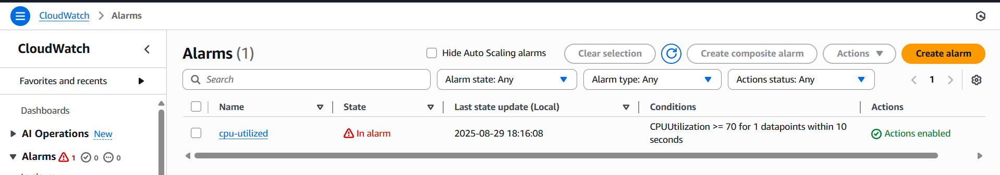 CloudWatch > Alarms
CloudWatch
Favorites and recents
Dashboards
AI Operations New
Alarms 1 0 0
Alarms (1)
Hide Auto Scaling alarms
Clear selection
Create composite alarm
Actions
Create alarm
Search
Alarm state: Any
Alarm type: Any
Actions status: Any
1
Name State Last state update (Local) Conditions Actions
cpu-utilized In alarm 2025-08-29 18:16:08 CPUUtilization >= 70 for 1 datapoints within 10
seconds
Actions enabled